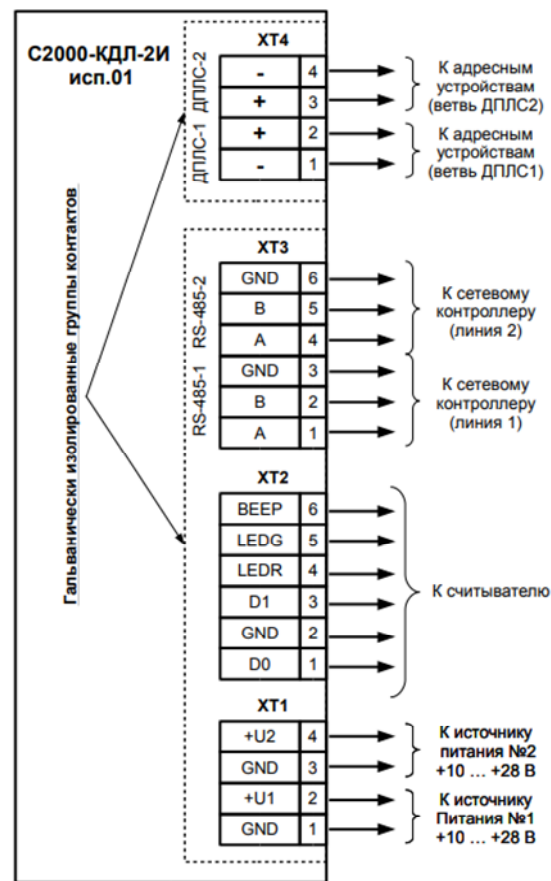 С2000-КДЛ-2И
исп.01
Гальванически изолированные группы контактов
XT4
ДПЛС-2
- 4
+ 3
К адресным
устройствам
(ветвь ДПЛС2)
ДПЛС-1
+ 2
- 1
К адресным
устройствам
(ветвь ДПЛС1)
XT3
RS-485-2
GND 6
B 5
A 4
К сетевому
контроллеру
(линия 2)
RS-485-1
GND 3
B 2
A 1
К сетевому
контроллеру
(линия 1)
XT2
BEEP 6
LEDG 5
LEDR 4
D1 3
GND 2
D0 1
К считывателю
XT1
+U2 4
GND 3
К источнику
питания №2
+10 ... +28 В
+U1 2
GND 1
К источнику
Питания №1
+10 ... +28 В